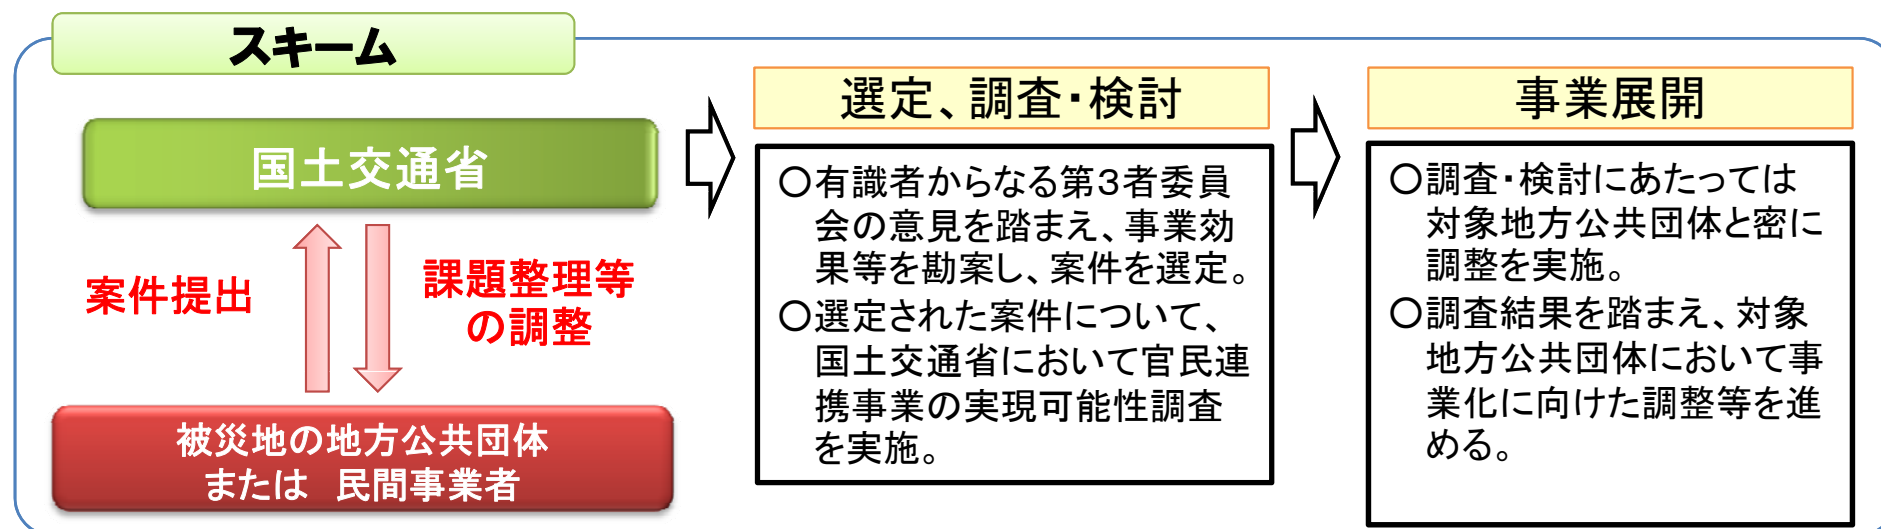 スキーム
国土交通省
案件提出
課題整理等
の調整
被災地の地方公共団体
または　民間事業者
選定、調査・検討
○有識者からなる第３者委員
会の意見を踏まえ、事業効
果等を勘案し、案件を選定。
○選定された案件について、
国土交通省において官民連
携事業の実現可能性調査
を実施。
事業展開
○調査・検討にあたっては
対象地方公共団体と密に
調整を実施。
○調査結果を踏まえ、対象
地方公共団体において事
業化に向けた調整等を進
める。